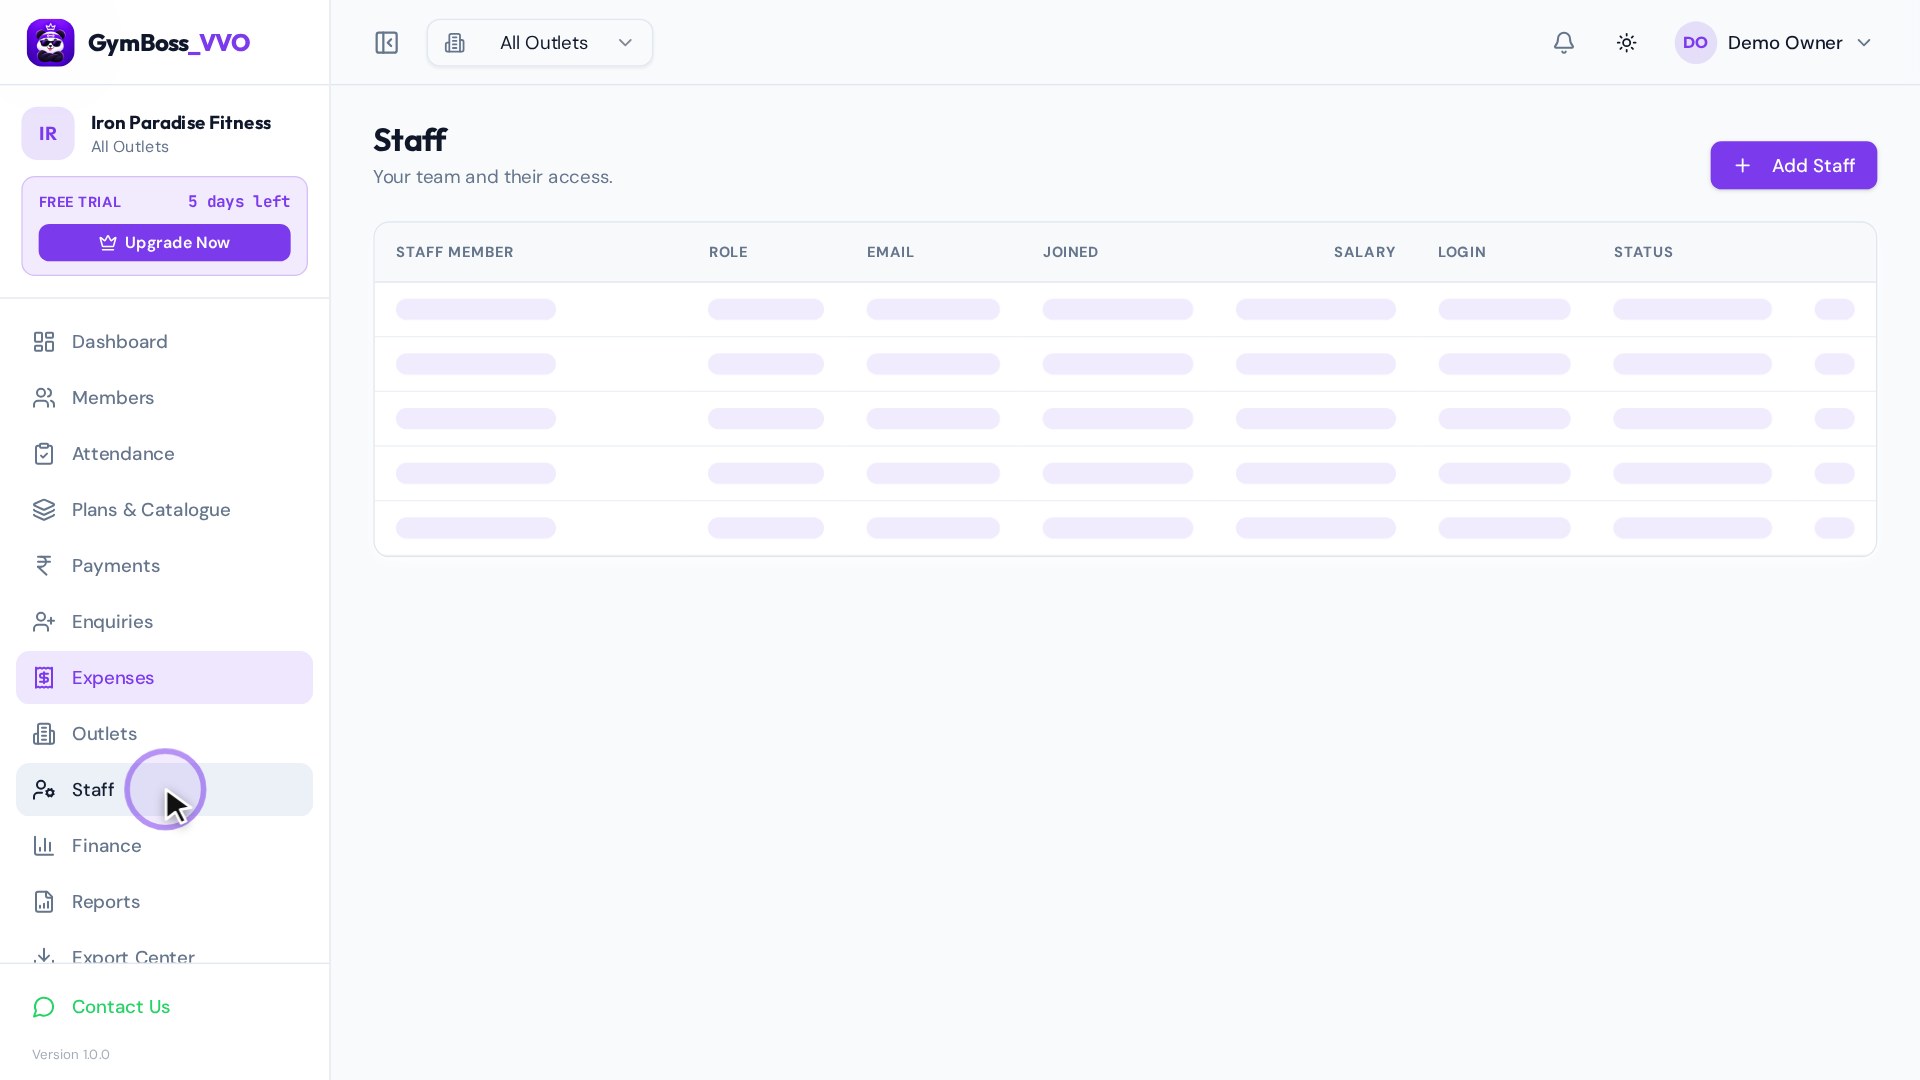 GymBoss_VVO
All Outlets
DO
Demo Owner
IR
Iron Paradise Fitness
All Outlets
FREE TRIAL
5 days left
Upgrade Now
Dashboard
Members
Attendance
Plans & Catalogue
Payments
Enquiries
Expenses
Outlets
Staff
Finance
Reports
Export Center
Contact Us
Version 1.0.0
Staff
Your team and their access.
Add Staff
STAFF MEMBER
ROLE
EMAIL
JOINED
SALARY
LOGIN
STATUS